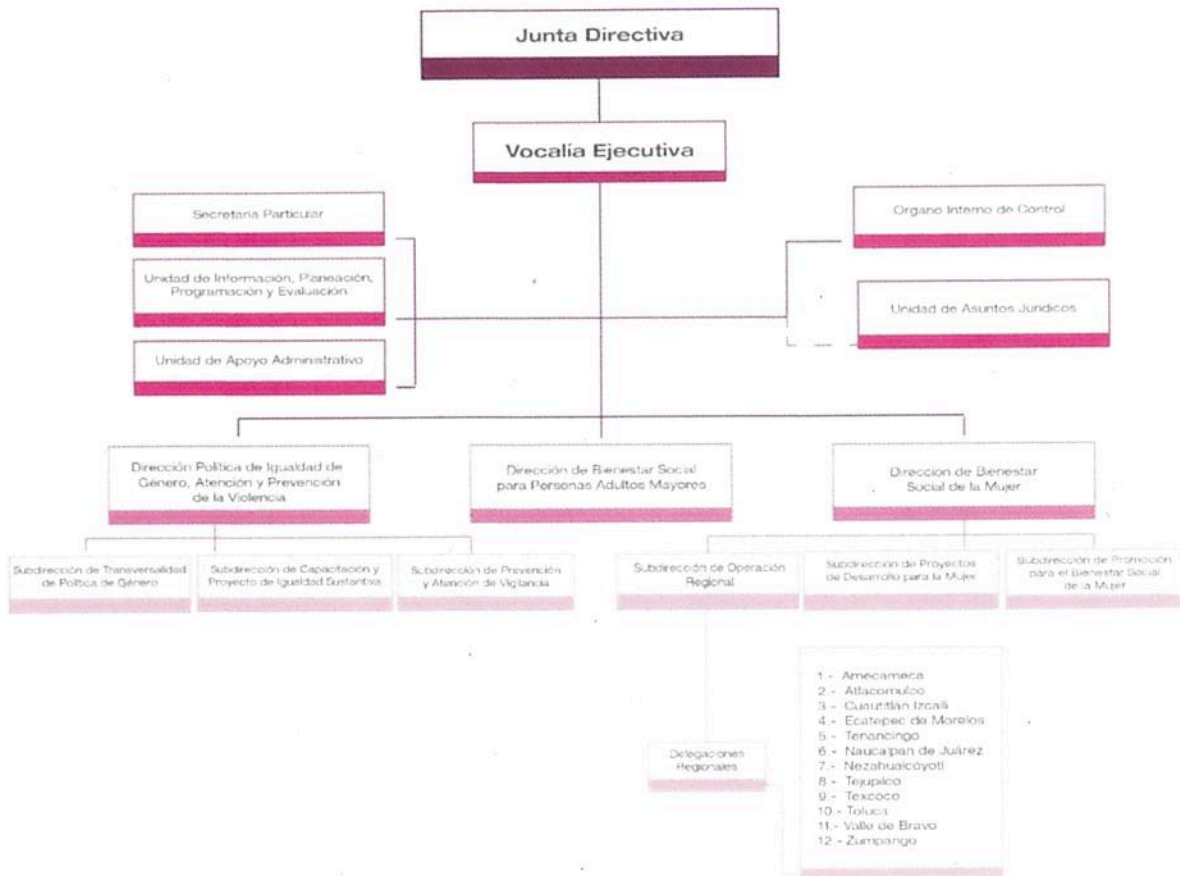 Junta Directiva
Vocalía Ejecutiva
Secretaria Particular
Organo Interno de Control
Unidad de Información, Planeación,
Programación y Evaluación
Unidad de Asuntos Juridicos
Unidad de Apoyo Administrativo
Dirección Política de Igualdad de
Género, Atención y Prevención
de la Violencia
Dirección de Bienestar Social
para Personas Adultos Mayores
Dirección de Bienestar
Social de la Mujer
Subdirección de Transversalidad
de Política de Género
Subdirección de Capacitación y
Proyecto de Igualdad Sustantiva
Subdirección de Prevención
y Atención de Vigilancia
Subdirección de Operación
Regional
Subdirección de Proyectos
de Desarrollo para la Mujer
Subdirección de Promoción
para el Bienestar Social
de la Mujer
Delegaciones
Regionales
1.- Amecameca
2.- Atlacomulco
3.- Cuautitlán Izcalli
4.- Ecatepec de Morelos
5.- Tenancingo
6.- Naucalpan de Juárez
7.- Nezahualcóyotl
8.- Tejupilco
9.- Texcoco
10.- Toluca
11.- Valle de Bravo
12.- Zumpango